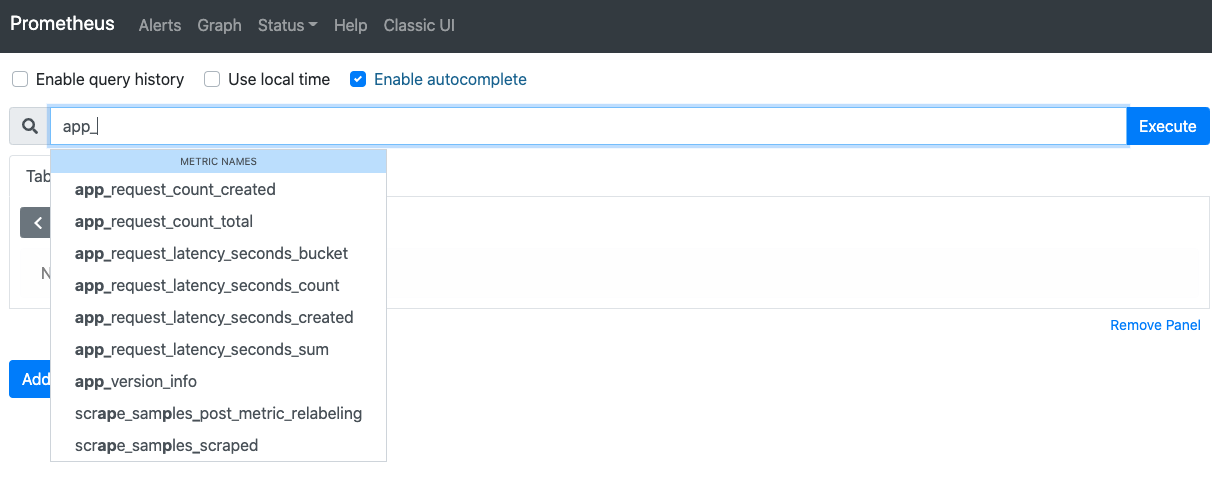 Prometheus Alerts Graph Status Help Classic UI
Enable query history Use local time Enable autocomplete
app_ Execute
METRIC NAMES
Tab
app_request_count_created
app_request_count_total
app_request_latency_seconds_bucket
N
app_request_latency_seconds_count
app_request_latency_seconds_created
Remove Panel
app_request_latency_seconds_sum
Add
app_version_info
scrape_samples_post_metric_relabeling
scrape_samples_scraped